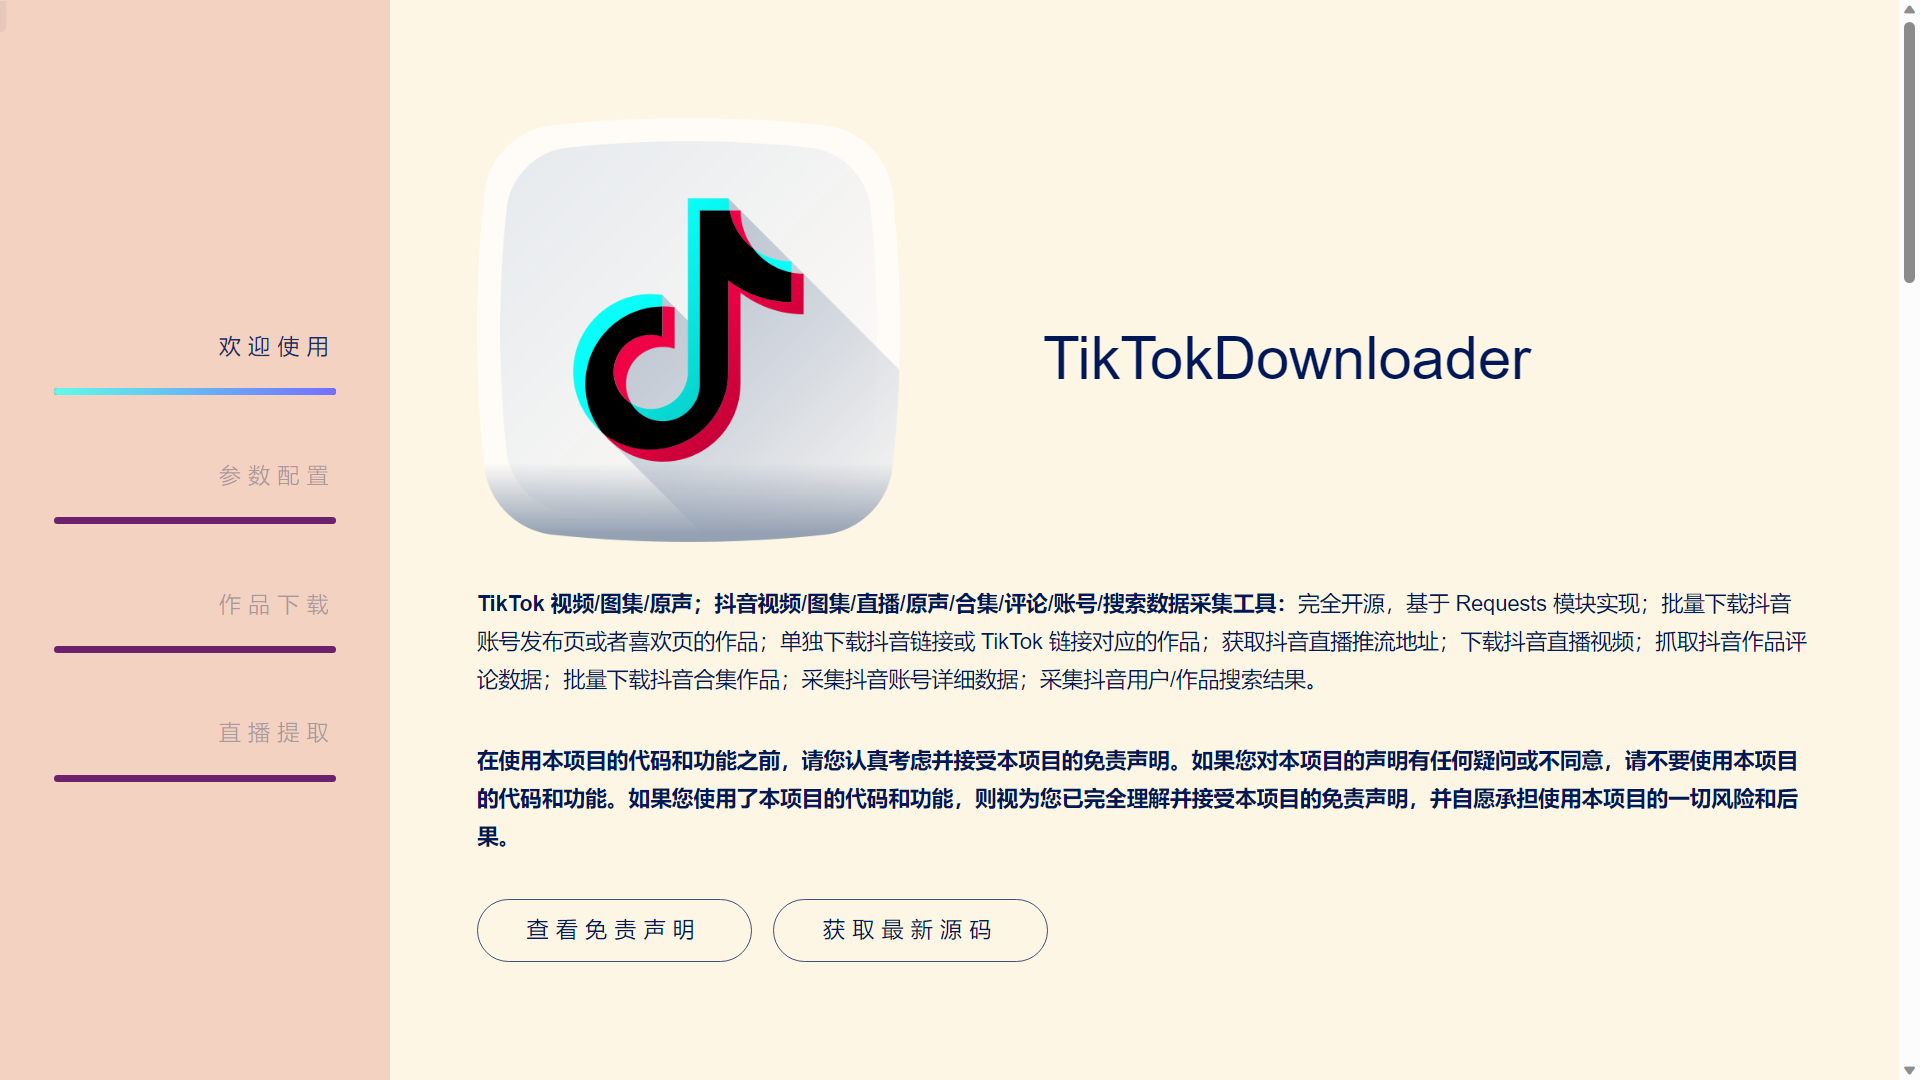 欢迎使用
参数配置
作品下载
直播提取
TikTokDownloader
TikTok 视频/图集/原声；抖音视频/图集/直播/原声/合集/评论/账号/搜索数据采集工具：完全开源，基于 Requests 模块实现；批量下载抖音
账号发布页或者喜欢页的作品；单独下载抖音链接或 TikTok 链接对应的作品；获取抖音直播推流地址；下载抖音直播视频；抓取抖音作品评
论数据；批量下载抖音合集作品；采集抖音账号详细数据；采集抖音用户/作品搜索结果。
在使用本项目的代码和功能之前，请您认真考虑并接受本项目的免责声明。如果您对本项目的声明有任何疑问或不同意，请不要使用本项目
的代码和功能。如果您使用了本项目的代码和功能，则视为您已完全理解并接受本项目的免责声明，并自愿承担使用本项目的一切风险和后
果。
查看免责声明
获取最新源码